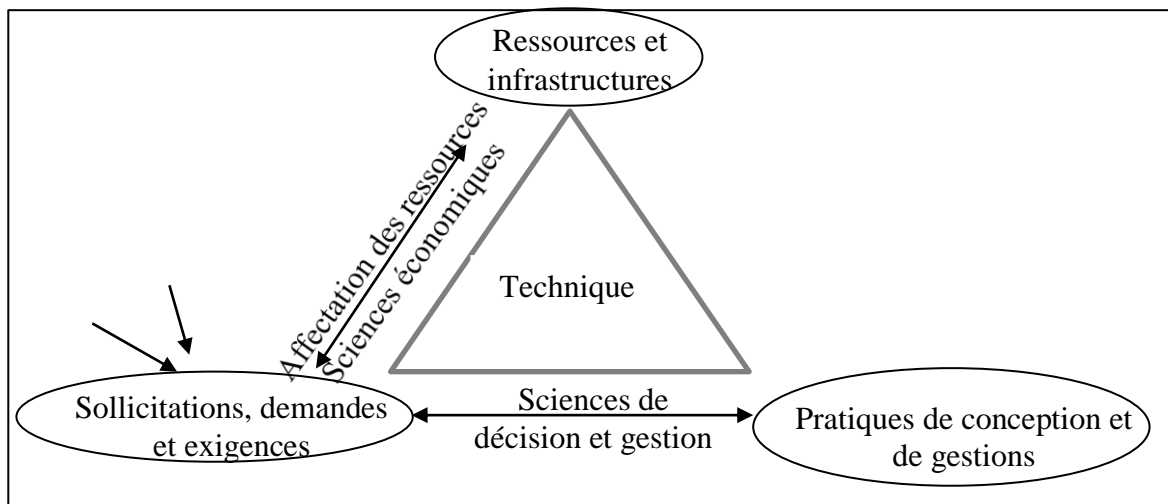 Ressources et
infrastructures
Affectation des ressources
Sciences économiques
Technique
Sollicitations, demandes
et exigences
Sciences de
décision et gestion
Pratiques de conception et
de gestions